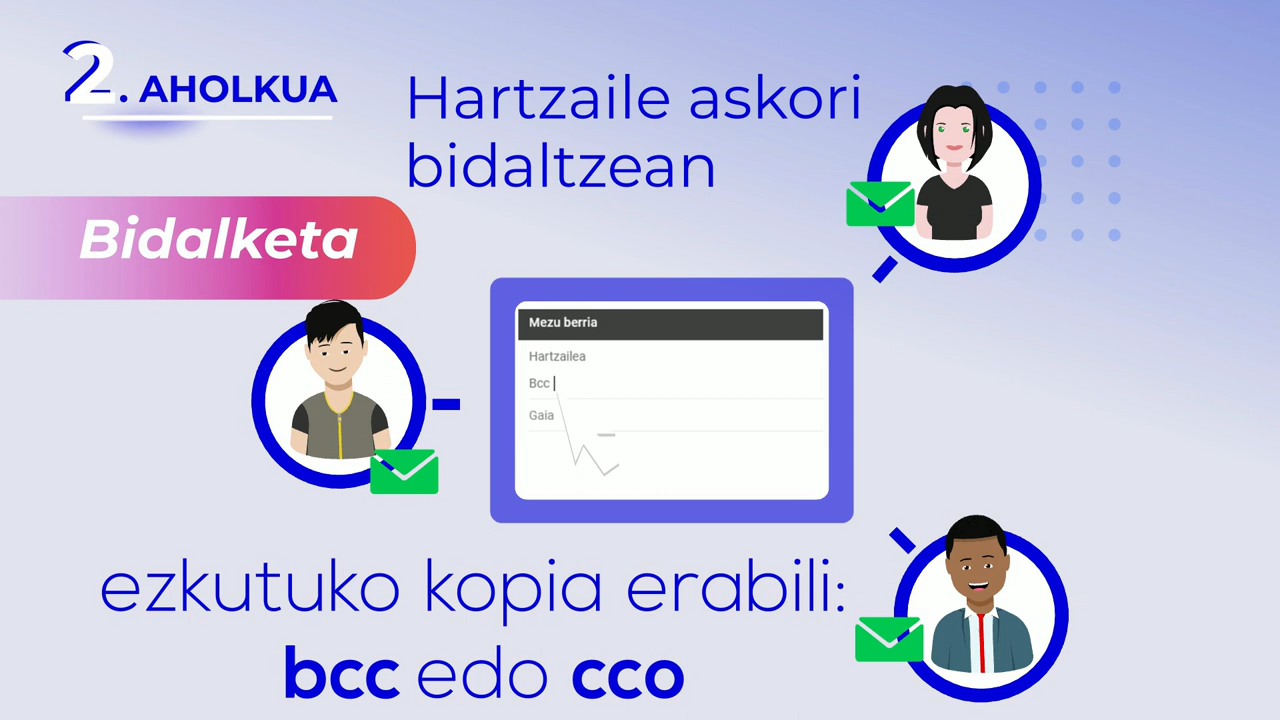 2. AHOLKUA
Hartzaile askori
bidaltzean
Bidalketa
Mezu berria
Hartzailea
Bcc
Gaia
ezkutuko kopia erabili:
bcc edo cco